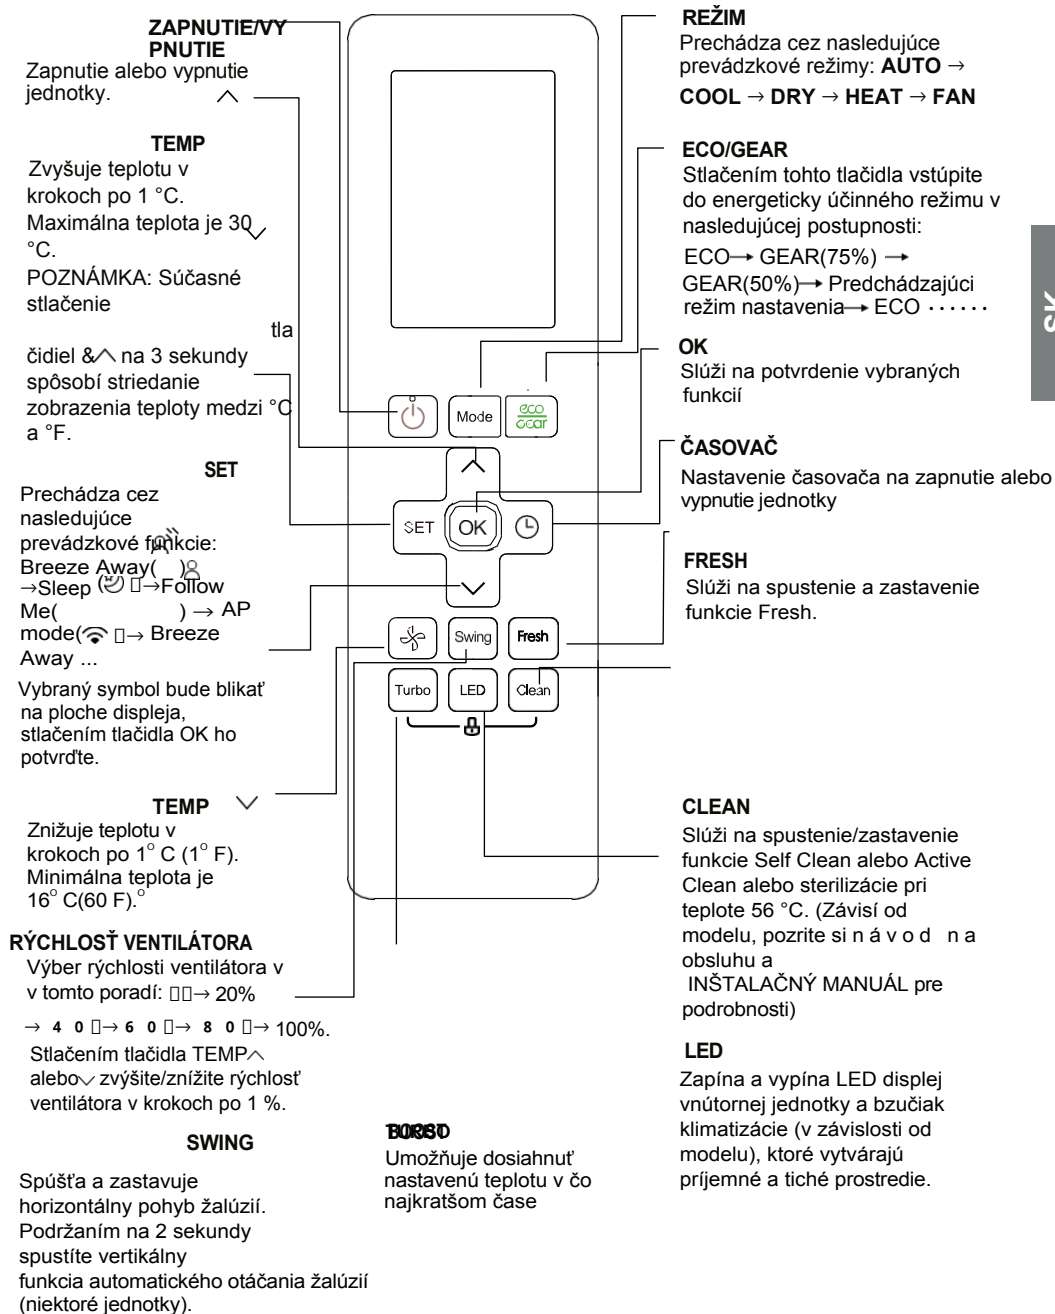 ZAPNUTIE/VY
PNUTIE
Zapnutie alebo vypnutie
jednotky.
TEMP
Zvyšuje teplotu v
krokoch po 1 °C.
Maximálna teplota je 30
°C.
POZNÁMKA: Súčasné
stlačenie
tla
čidiel & na 3 sekundy
spôsobí striedanie
zobrazenia teploty medzi °C
a °F.
SET
Prechádza cez
nasledujúce
prevádzkové funkcie:
Breeze Away( )
→Sleep ( →Follow
Me( ) → AP
mode( → Breeze
Away ...
Vybraný symbol bude blikať
na ploche displeja,
stlačením tlačidla OK ho
potvrďte.
TEMP
Znižuje teplotu v
krokoch po 1° C (1° F).
Minimálna teplota je
16° C(60 F).°
RÝCHLOSŤ VENTILÁTORA
Výber rýchlosti ventilátora v
v tomto poradí: → 20%
→ 4 0 → 6 0 → 8 0 → 100%.
Stlačením tlačidla TEMP
alebo zvýšite/znížite rýchlosť
ventilátora v krokoch po 1 %.
SWING
Spúšťa a zastavuje
horizontálny pohyb žalúzií.
Podržaním na 2 sekundy
spustíte vertikálny
funkcia automatického otáčania žalúzií
(niektoré jednotky).
Mode
eco
gear
SET
OK
Swing
Fresh
Turbo
LED
Clean
Umožňuje dosiahnuť
nastavenú teplotu v čo
najkratšom čase
REŽIM
Prechádza cez nasledujúce
prevádzkové režimy: AUTO →
COOL → DRY → HEAT → FAN
ECO/GEAR
Stlačením tohto tlačidla vstúpite
do energeticky účinného režimu v
nasledujúcej postupnosti:
ECO→ GEAR(75%) →
GEAR(50%)→ Predchádzajúci
režim nastavenia→ ECO ······
OK
Slúži na potvrdenie vybraných
funkcií
ČASOVAČ
Nastavenie časovača na zapnutie alebo
vypnutie jednotky
FRESH
Slúži na spustenie a zastavenie
funkcie Fresh.
CLEAN
Slúži na spustenie/zastavenie
funkcie Self Clean alebo Active
Clean alebo sterilizácie pri
teplote 56 °C. (Závisí od
modelu, pozrite si n á v o d n a
obsluhu a
INŠTALAČNÝ MANUÁL pre
podrobnosti)
LED
Zapína a vypína LED displej
vnútornej jednotky a bzučiak
klimatizácie (v závislosti od
modelu), ktoré vytvárajú
príjemné a tiché prostredie.
SK